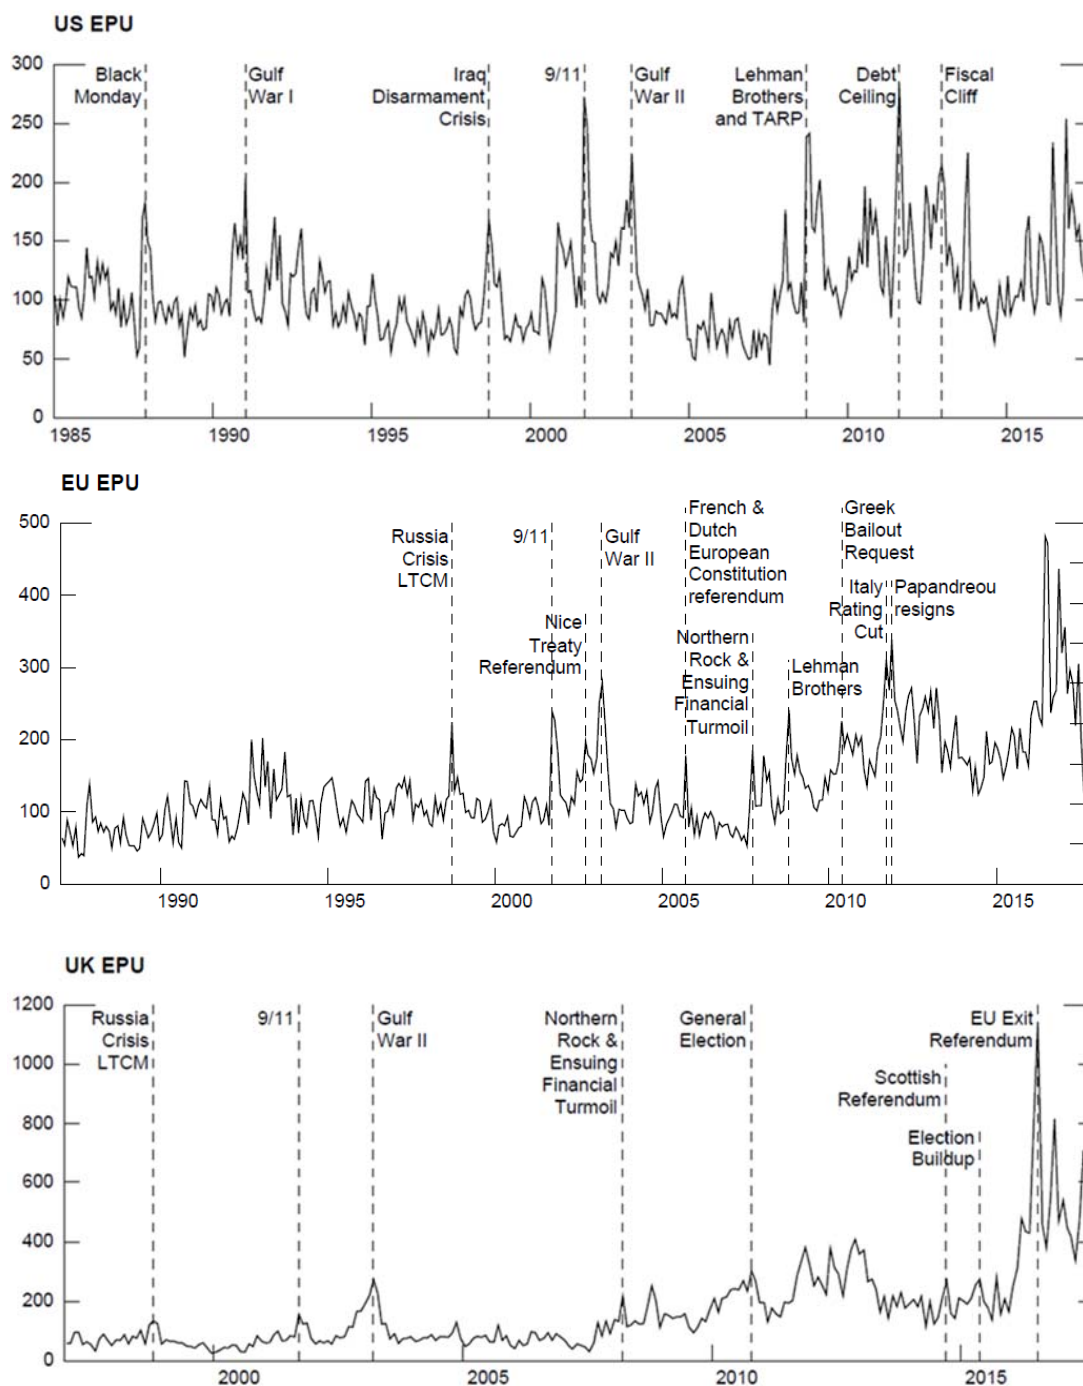 US EPU
300
250
200
150
100
50
0
Black
Monday
Gulf
War I
Iraq
Disarmament
Crisis
9/11
Gulf
War II
Lehman
Brothers
and TARP
Debt
Ceiling
Fiscal
Cliff
1985
1990
1995
2000
2005
2010
2015
EU EPU
500
400
300
200
100
0
Russia
Crisis
LTCM
9/11
Nice
Treaty
Referendum
Gulf
War II
French &
Dutch
European
Constitution
referendum
Northern
Rock &
Ensuing
Financial
Turmoil
Lehman
Brothers
Greek
Bailout
Request
Italy
Rating
Cut
Papandreou
resigns
1990
1995
2000
2005
2010
2015
UK EPU
1200
1000
800
600
400
200
0
Russia
Crisis
LTCM
9/11
Gulf
War II
Northern
Rock &
Ensuing
Financial
Turmoil
General
Election
Scottish
Referendum
Election
Buildup
EU Exit
Referendum
2000
2005
2010
2015